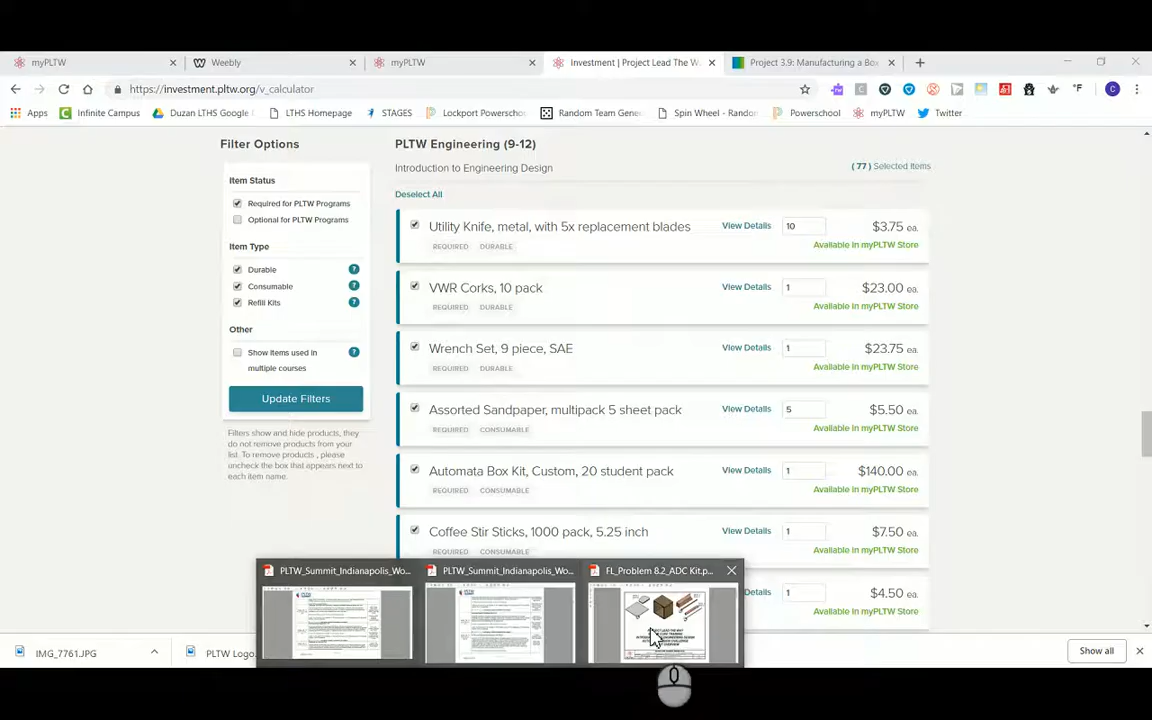 myPLTW
Weebly
myPLTW
Investment | Project Lead The W
Project 3.9: Manufacturing a Box
https://investment.pltw.org/v_calculator
Apps
Infinite Campus
Duzan LTHS Google
LTHS Homepage
STAGES
Lockport Powerscho
Random Team Gene
Spin Wheel - Rando
Powerschool
myPLTW
Twitter
Filter Options
Item Status
Required for PLTW Programs
Optional for PLTW Programs
Item Type
Durable
Consumable
Refill Kits
Other
Show items used in
multiple courses
Update Filters
Filters show and hide products, they
do not remove products from your
list. To remove products , please
uncheck the box that appears next to
each item name.
PLTW Engineering (9-12)
Introduction to Engineering Design
( 77 ) Selected Items
Deselect All
Utility Knife, metal, with 5x replacement blades View Details 10 $3.75 ea.
REQUIRED DURABLE Available in myPLTW Store
VWR Corks, 10 pack View Details 1 $23.00 ea.
REQUIRED DURABLE Available in myPLTW Store
Wrench Set, 9 piece, SAE View Details 1 $23.75 ea.
REQUIRED DURABLE Available in myPLTW Store
Assorted Sandpaper, multipack 5 sheet pack View Details 5 $5.50 ea.
REQUIRED CONSUMABLE Available in myPLTW Store
Automata Box Kit, Custom, 20 student pack View Details 1 $140.00 ea.
REQUIRED CONSUMABLE Available in myPLTW Store
Coffee Stir Sticks, 1000 pack, 5.25 inch View Details 1 $7.50 ea.
REQUIRED CONSUMABLE Available in myPLTW Store
Details 1 $4.50 ea.
Available in myPLTW Store
PLTW_Summit_Indianapolis_Wo...
PLTW_Summit_Indianapolis_Wo...
FL_Problem 8.2_ADC Kit.p...
IMG_7761.JPG
PLTW Logo
Show all